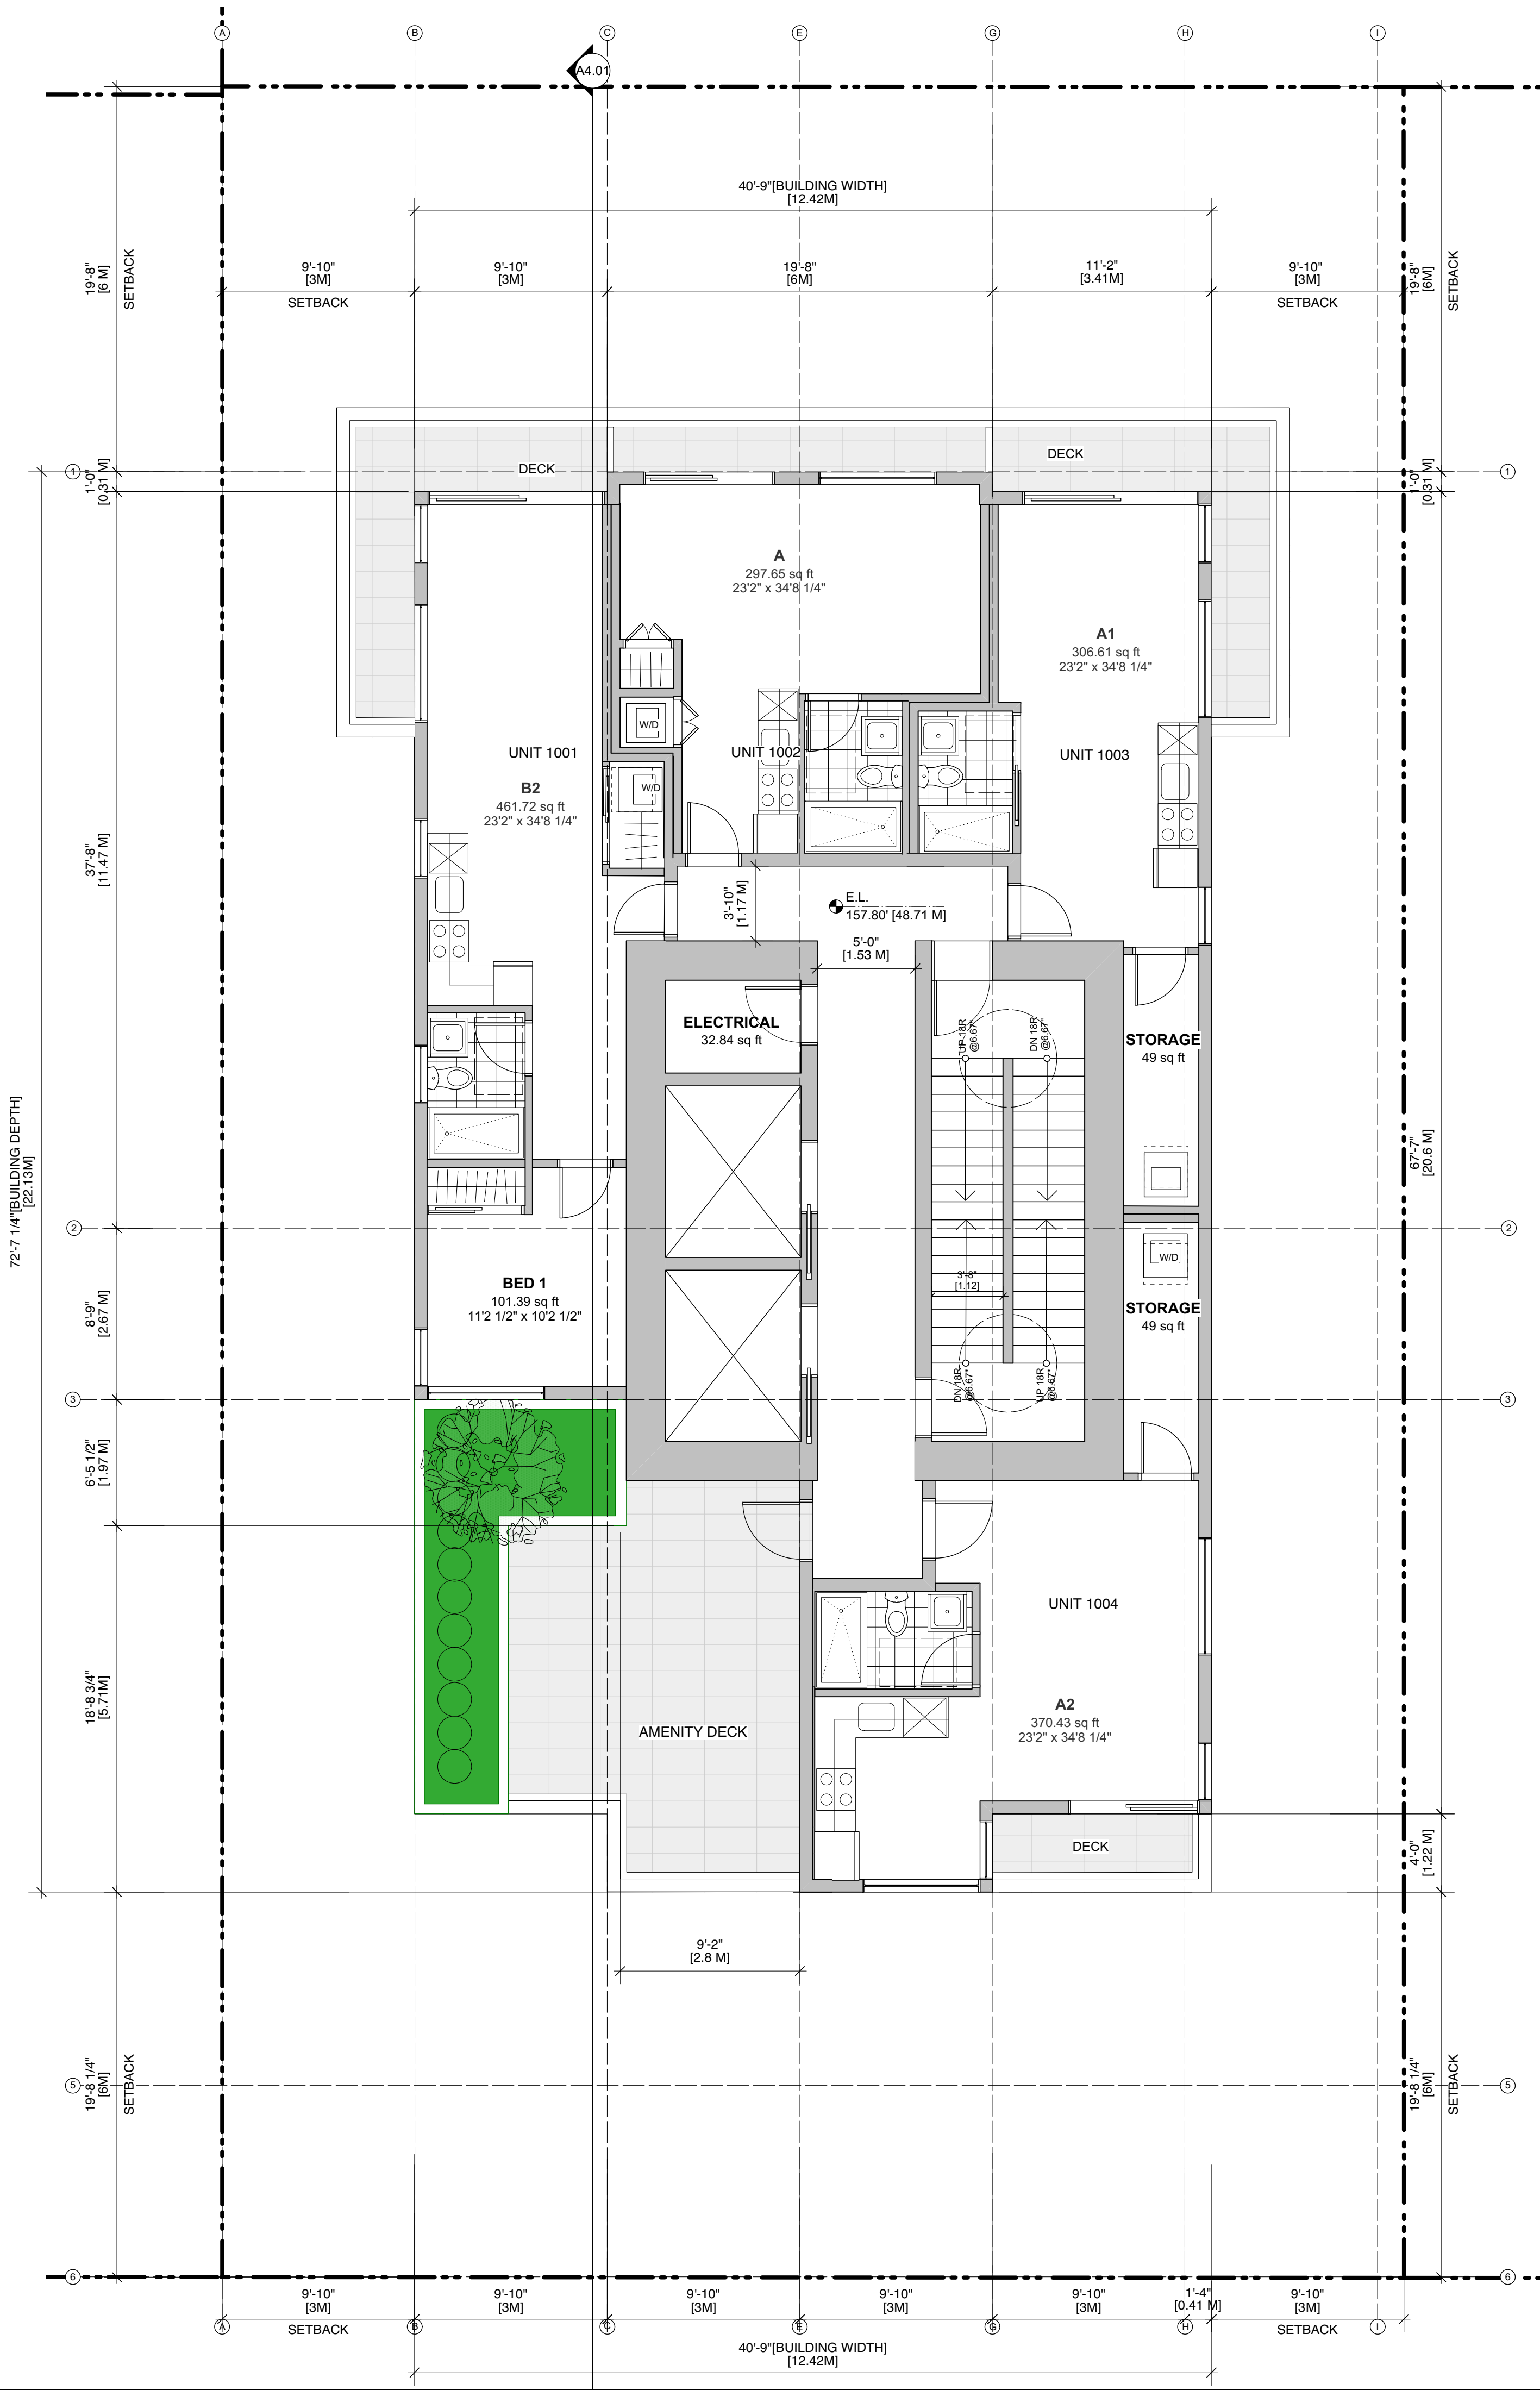 A B C E G H I
A4.01
40'-9"[BUILDING WIDTH]
[12.42M]
19'-8"
[6 M]
SETBACK
9'-10"
[3M]
SETBACK
9'-10"
[3M]
19'-8"
[6M]
11'-2"
[3.41M]
9'-10"
[3M]
SETBACK
19'-8"
[6M]
SETBACK
1
1'-0"
[0.31 M]
DECK
DECK
1'-0"
[0.31 M]
1
A
297.65 sq ft
23'2" x 34'8 1/4"
A1
306.61 sq ft
23'2" x 34'8 1/4"
W/D
UNIT 1001
UNIT 1002
UNIT 1003
B2
461.72 sq ft
23'2" x 34'8 1/4"
W/D
37'-8"
[11.47 M]
3'-10"
[1.17 M]
E.L.
157.80' [48.71 M]
5'-0"
[1.53 M]
ELECTRICAL
32.84 sq ft
UP 18R
@6.67"
DN 18R
@6.67"
STORAGE
49 sq ft
72'-7 1/4"[BUILDING DEPTH]
[22.13M]
67'-7"
[20.6 M]
2
2
W/D
BED 1
101.39 sq ft
11'2 1/2" x 10'2 1/2"
3'-8"
[1.12]
STORAGE
49 sq ft
8'-9"
[2.67 M]
DN 18R
@6.67"
UP 18R
@6.67"
3
3
6'-5 1/2"
[1.97 M]
UNIT 1004
18'-8 3/4"
[5.71M]
AMENITY DECK
A2
370.43 sq ft
23'2" x 34'8 1/4"
DECK
4'-0"
[1.22 M]
9'-2"
[2.8 M]
5
19'-8 1/4"
[6M]
SETBACK
19'-8 1/4"
[6M]
SETBACK
5
6
6
9'-10"
[3M]
SETBACK
9'-10"
[3M]
9'-10"
[3M]
9'-10"
[3M]
9'-10"
[3M]
1'-4"
[0.41 M]
9'-10"
[3M]
SETBACK
A B C E G H I
40'-9"[BUILDING WIDTH]
[12.42M]